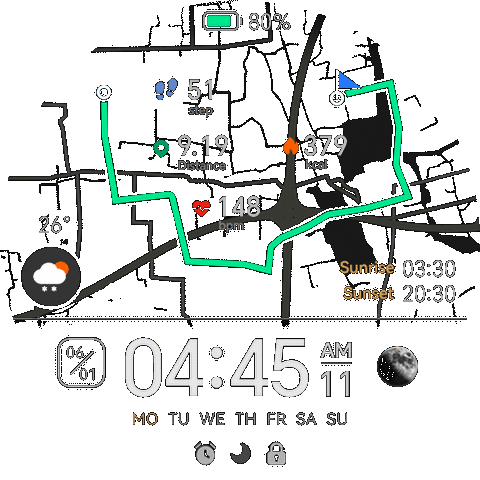 80%
51
step
9.19
Distance
379
kcal
148
bpm
26°
Sunrise 03:30
Sunset 20:30
06/01
04:45
AM
11
MO TU WE TH FR SA SU